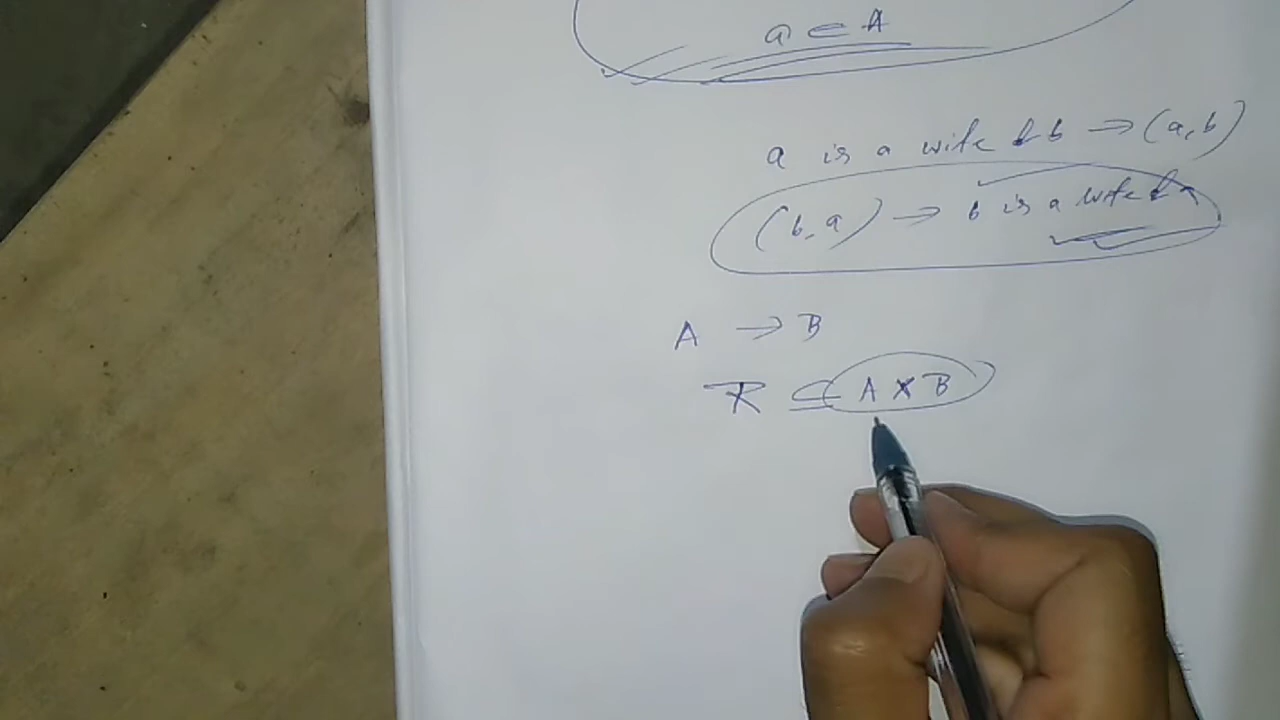 a ∈ A
a is a wife of b → (a, b)
(b, a) → b is a wife of a
A → B
R ⊆ A × B